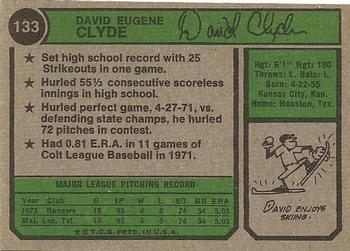 133
DAVID EUGENE
CLYDE
David Clyde
Hgt: 6'1" Wgt: 190
Throws: L. Bats: L.
Born: 4-22-55
Kansas City, Kan.
Home: Houston, Tex.
★ Set high school record with 25
Strikeouts in one game.
★ Hurled 55½ consecutive scoreless
innings in high school.
★ Hurled perfect game, 4-27-71, vs.
defending state champs, as he hurled
72 pitches in contest.
★ Had 0.81 E.R.A. in 11 games
of Colt League Baseball in 1971.
MAJOR LEAGUE PITCHING RECORD
Year Club G IP W L R SO BB ERA
1973 Rangers 18 93 4 8 74 54 5.03
Maj. Lea. Tot. 18 93 4 8 74 54 5.03
★ © T.C.G. PRTD. IN U.S.A.
DAVID ENJOYS
SKIING.